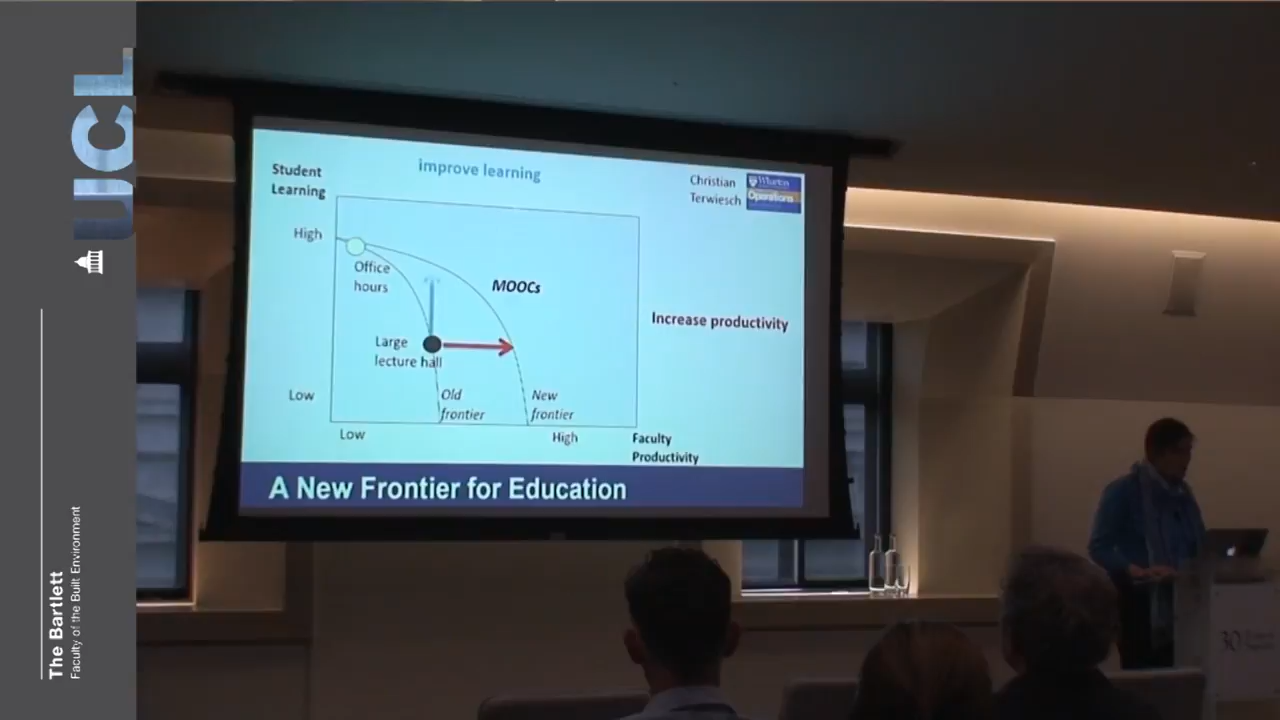 UCL
The Bartlett
Faculty of the Built Environment
improve learning
Student
Learning
Christian
Terwiesch
Wharton
Operations
High
Office
hours
MOOCs
Increase productivity
Large
lecture hall
Low
Old
frontier
New
frontier
Low
High
Faculty
Productivity
A New Frontier for Education
30